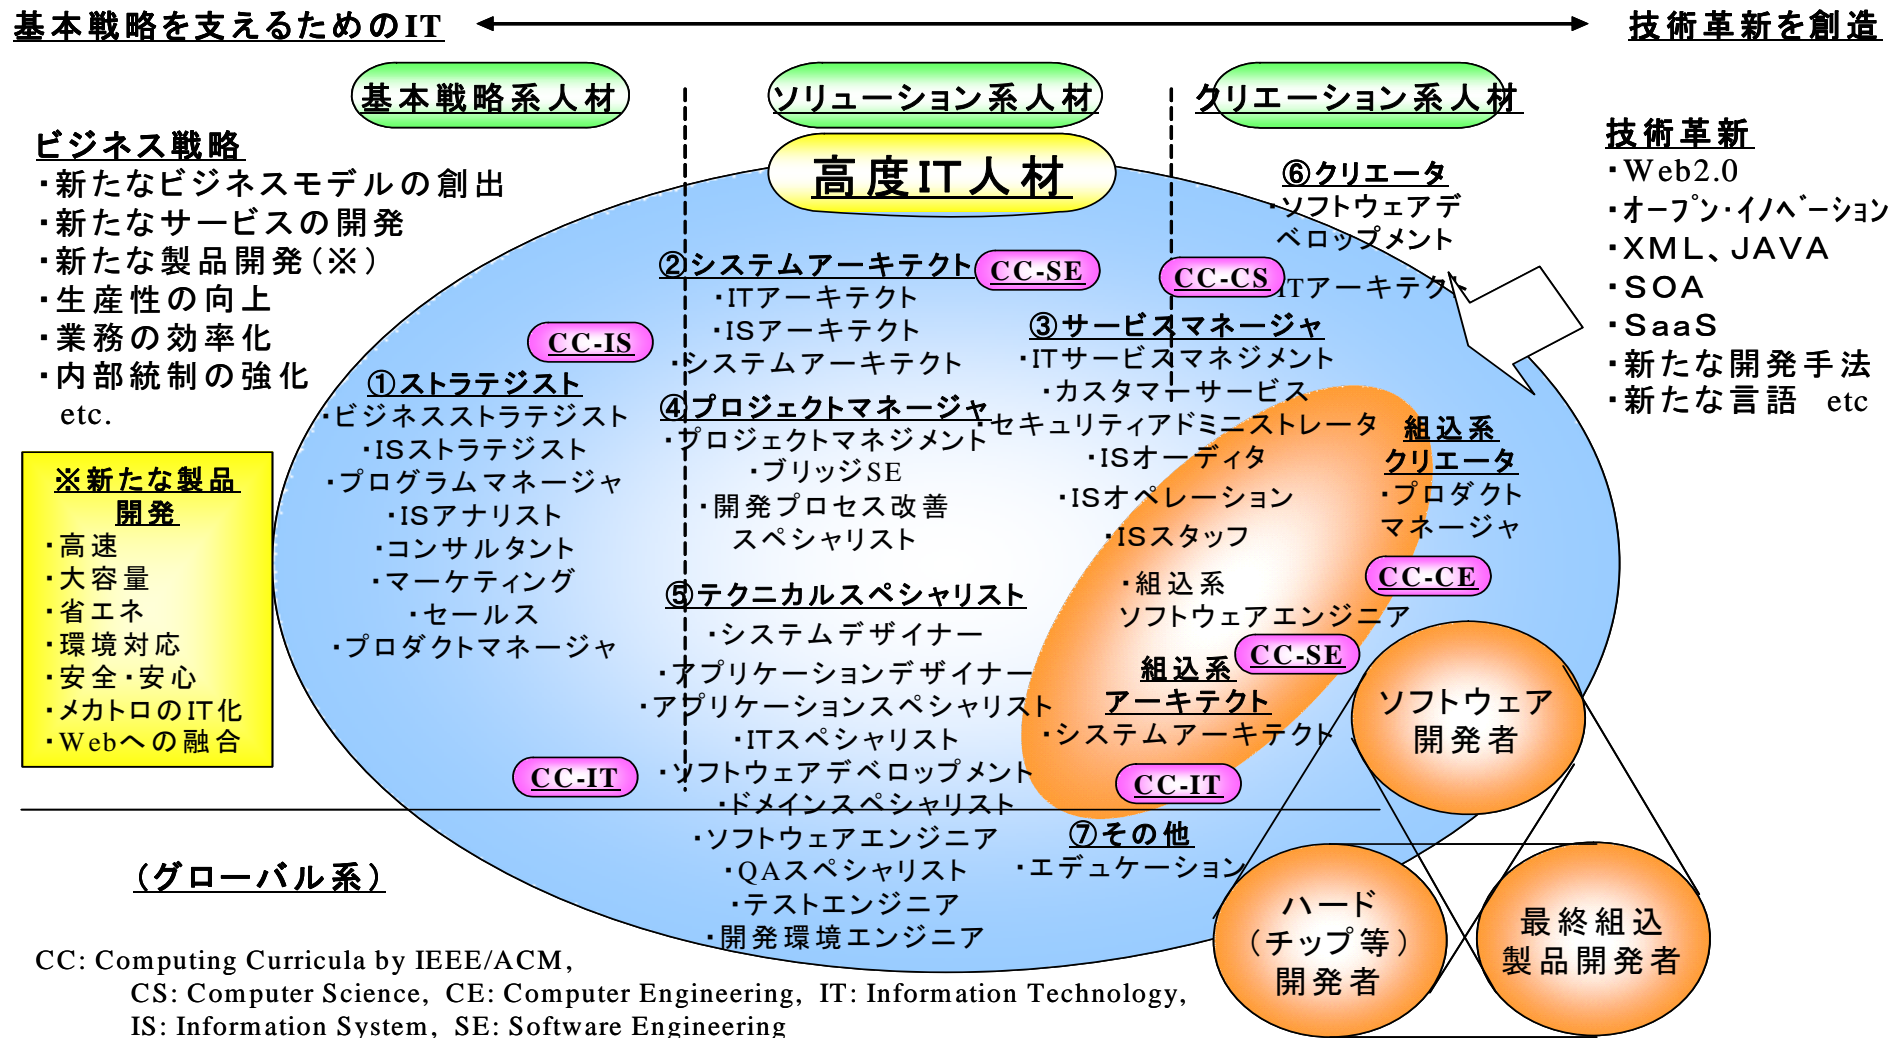 基本戦略を支えるためのIT
技術革新を創造
基本戦略系人材
ソリューション系人材
クリエーション系人材
高度IT人材
ビジネス戦略
・新たなビジネスモデルの創出
・新たなサービスの開発
・新たな製品開発(※)
・生産性の向上
・業務の効率化
・内部統制の強化
etc.
※新たな製品
開発
・高速
・大容量
・省エネ
・環境対応
・安全・安心
・メカトロのIT化
・Webへの融合
CC-IS
①ストラテジスト
・ビジネスストラテジスト
・ISストラテジスト
・プログラムマネージャ
・ISアナリスト
・コンサルタント
・マーケティング
・セールス
・プロダクトマネージャ
CC-IT
②システムアーキテクト
CC-SE
・ITアーキテクト
・ISアーキテクト
・システムアーキテクト
④プロジェクトマネージャ
・プロジェクトマネジメント
・ブリッジSE
・開発プロセス改善
スペシャリスト
⑤テクニカルスペシャリスト
・システムデザイナー
・アプリケーションデザイナー
・アプリケーションスペシャリスト
・ITスペシャリスト
・ソフトウェアデベロップメント
・ドメインスペシャリスト
・ソフトウェアエンジニア
・QAスペシャリスト
・テストエンジニア
・開発環境エンジニア
CC-CS
③サービスマネージャ
・ITサービスマネジメント
・カスタマーサービス
・セキュリティアドミニストレータ
・ISオーディタ
・ISオペレーション
・ISスタッフ
⑥クリエータ
・ソフトウェアデ
ベロップメント
ITアーキテクト
組込系
クリエータ
・プロダクト
マネージャ
CC-CE
・組込系
ソフトウェアエンジニア
CC-SE
組込系
アーキテクト
・システムアーキテクト
CC-IT
⑦その他
・エデュケーション
技術革新
・Web2.0
・オープン・イノベーション
・XML、JAVA
・SOA
・SaaS
・新たな開発手法
・新たな言語 etc
ソフトウェア
開発者
ハード
(チップ等)
開発者
最終組込
製品開発者
(グローバル系)
CC: Computing Curricula by IEEE/ACM,
CS: Computer Science, CE: Computer Engineering, IT: Information Technology,
IS: Information System, SE: Software Engineering